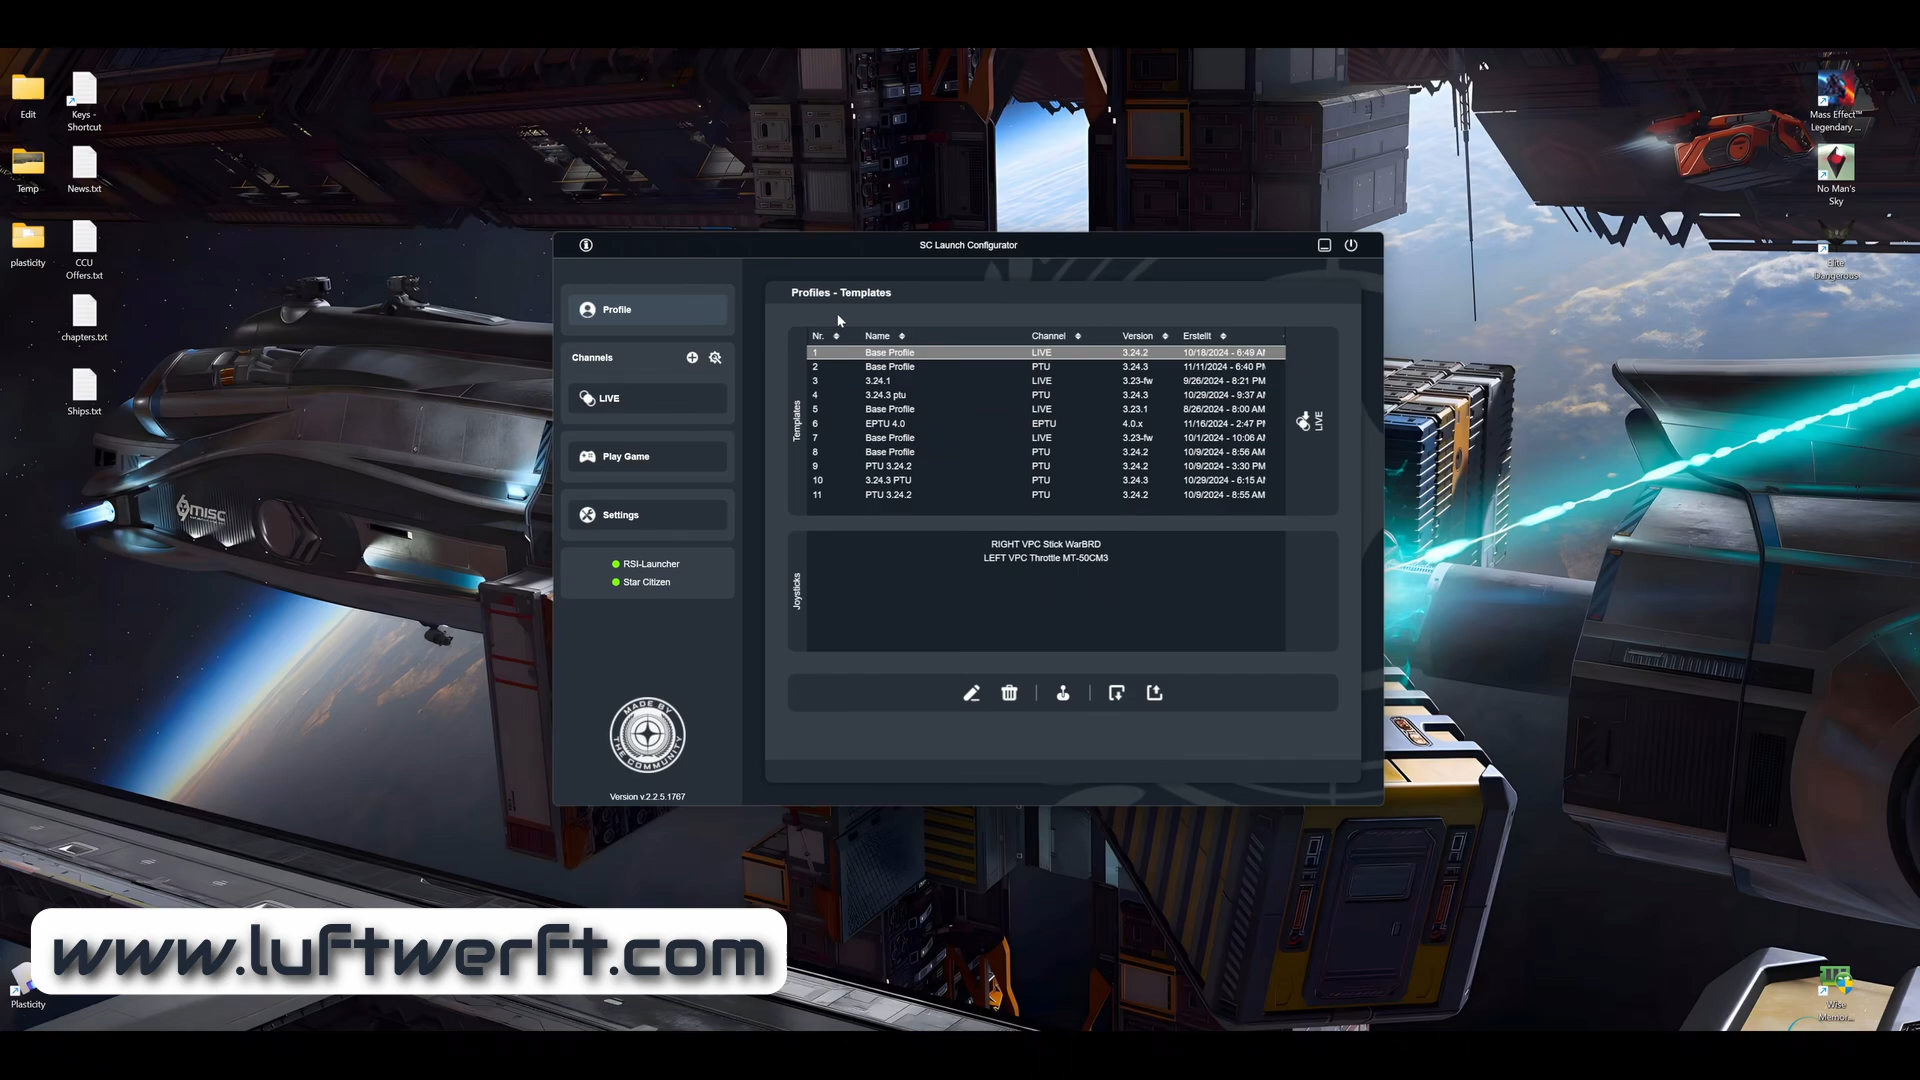 Edit
Keys -
Shortcut
Temp
News.txt
plasticity
CCU
Offers.txt
chapters.txt
Ships.txt
Plasticity
Mass Effect™
Legendary ...
No Man's
Sky
Elite
Dangerous
Wise
Memor...
SC Launch Configurator
Profile
Channels
LIVE
Play Game
Settings
RSI-Launcher
Star Citizen
MADE BY
THE COMMUNITY
Version v.2.2.5.1767
Profiles - Templates
Nr. Name Channel Version Erstellt
1 Base Profile LIVE 3.24.2 10/18/2024 - 6:49 AM
2 Base Profile PTU 3.24.3 11/11/2024 - 6:40 PM
3 3.24.1 LIVE 3.23-fw 9/26/2024 - 8:21 PM
4 3.24.3 ptu PTU 3.24.3 10/29/2024 - 9:37 AM
5 Base Profile LIVE 3.23.1 8/26/2024 - 8:00 AM
6 EPTU 4.0 EPTU 4.0.x 11/16/2024 - 2:47 PM
7 Base Profile LIVE 3.23-fw 10/1/2024 - 10:06 AM
8 Base Profile PTU 3.24.2 10/9/2024 - 8:56 AM
9 PTU 3.24.2 PTU 3.24.2 10/9/2024 - 3:30 PM
10 3.24.3 PTU PTU 3.24.3 10/29/2024 - 6:15 AM
11 PTU 3.24.2 PTU 3.24.2 10/9/2024 - 8:55 AM
Templates
LIVE
RIGHT VPC Stick WarBRD
LEFT VPC Throttle MT-50CM3
Joysticks
MISC
www.luftwerft.com